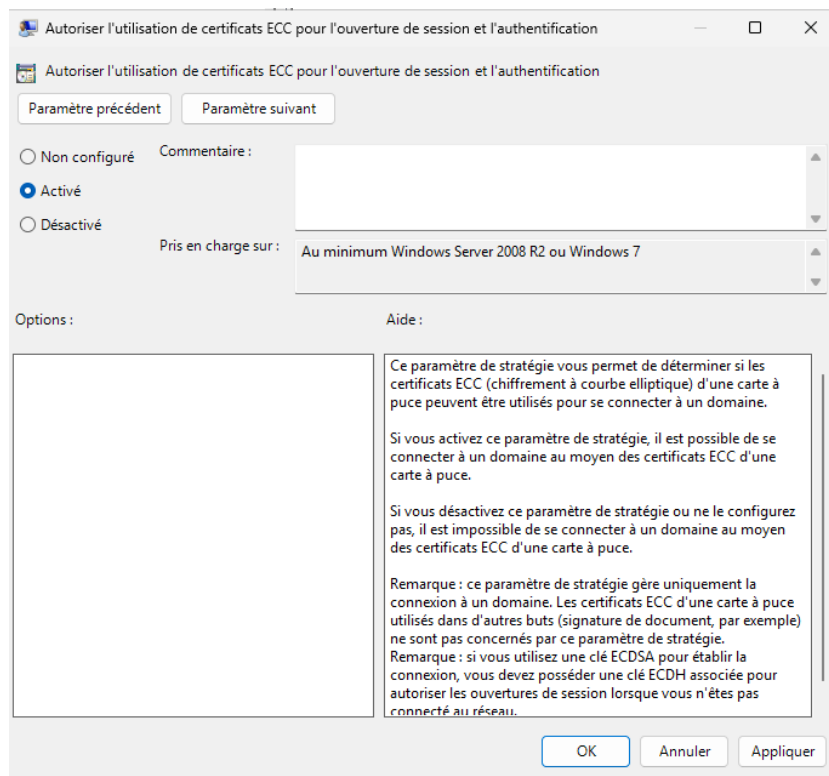 Autoriser l'utilisation de certificats ECC pour l'ouverture de session et l'authentification
Autoriser l'utilisation de certificats ECC pour l'ouverture de session et l'authentification
Paramètre précédent
Paramètre suivant
Non configuré
Commentaire :
Activé
Désactivé
Pris en charge sur :
Au minimum Windows Server 2008 R2 ou Windows 7
Options :
Aide :
Ce paramètre de stratégie vous permet de déterminer si les
certificats ECC (chiffrement à courbe elliptique) d'une carte à
puce peuvent être utilisés pour se connecter à un domaine.
Si vous activez ce paramètre de stratégie, il est possible de se
connecter à un domaine au moyen des certificats ECC d'une
carte à puce.
Si vous désactivez ce paramètre de stratégie ou ne le configurez
pas, il est impossible de se connecter à un domaine au moyen
des certificats ECC d'une carte à puce.
Remarque : ce paramètre de stratégie gère uniquement la
connexion à un domaine. Les certificats ECC d'une carte à puce
utilisés dans d'autres buts (signature de document, par exemple)
ne sont pas concernés par ce paramètre de stratégie.
Remarque : si vous utilisez une clé ECDSA pour établir la
connexion, vous devez posséder une clé ECDH associée pour
autoriser les ouvertures de session lorsque vous n'êtes pas
connecté au réseau.
OK
Annuler
Appliquer